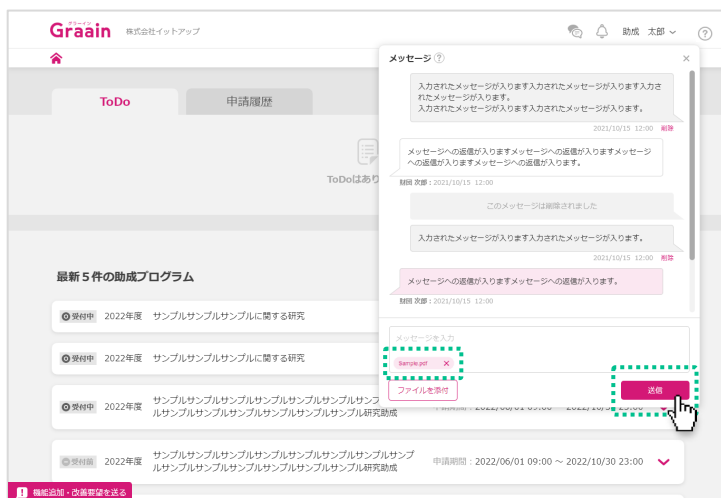 グラーイン
Graain
株式会社イットアップ
助成 太郎
?
メッセージ ?
×
入力されたメッセージが入ります入力されたメッセージが入ります入力さ
れたメッセージが入ります。
入力されたメッセージが入ります入力されたメッセージが入ります。
2021/10/15 12:00 削除
メッセージへの返信が入りますメッセージへの返信が入りますメッセージ
への返信が入りますメッセージへの返信が入ります。
財団 次郎：2021/10/15 12:00
このメッセージは削除されました
入力されたメッセージが入ります入力されたメッセージが入ります。
2021/10/15 12:00 削除
メッセージへの返信が入りますメッセージへの返信が入ります。
財団 次郎：2021/10/15 12:00
メッセージを入力
Sample.pdf ×
ファイルを添付
送信
ToDo
申請履歴
ToDoはあり
最新５件の助成プログラム
受付中 2022年度 サンプルサンプルサンプルに関する研究
受付中 2022年度 サンプルサンプルサンプルに関する研究
受付中 2022年度 サンプルサンプルサンプルサンプルサンプルサンプルサンプ
ルサンプルサンプルサンプルサンプルサンプルサンプル研究助成
申請期間：2022/06/01 09:00 ～ 2022/10/30 23:00
受付前 2022年度 サンプルサンプルサンプルサンプルサンプルサンプルサンプ
ルサンプルサンプルサンプルサンプルサンプルサンプル研究助成
申請期間：2022/06/01 09:00 ～ 2022/10/30 23:00
! 機能追加・改善要望を送る